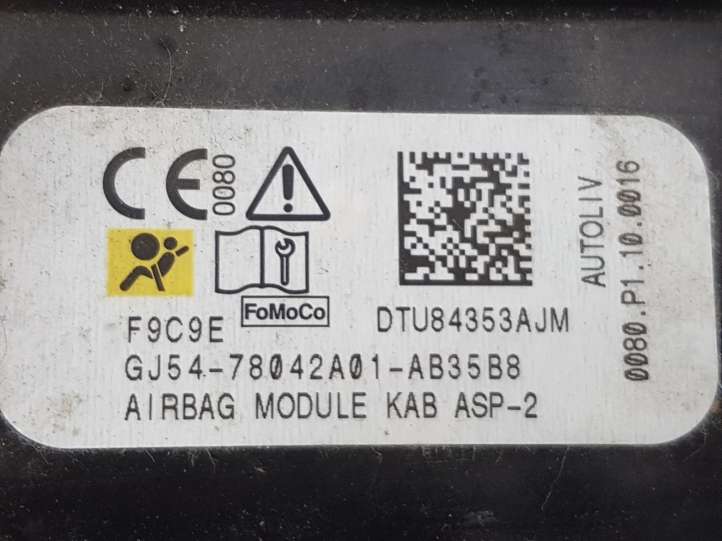 CE 0080
FoMoCo
F9C9E DTU84353AJM
GJ54-78042A01-AB35B8
AIRBAG MODULE KAB ASP-2
AUTOLIV
0080.P1.10.0016